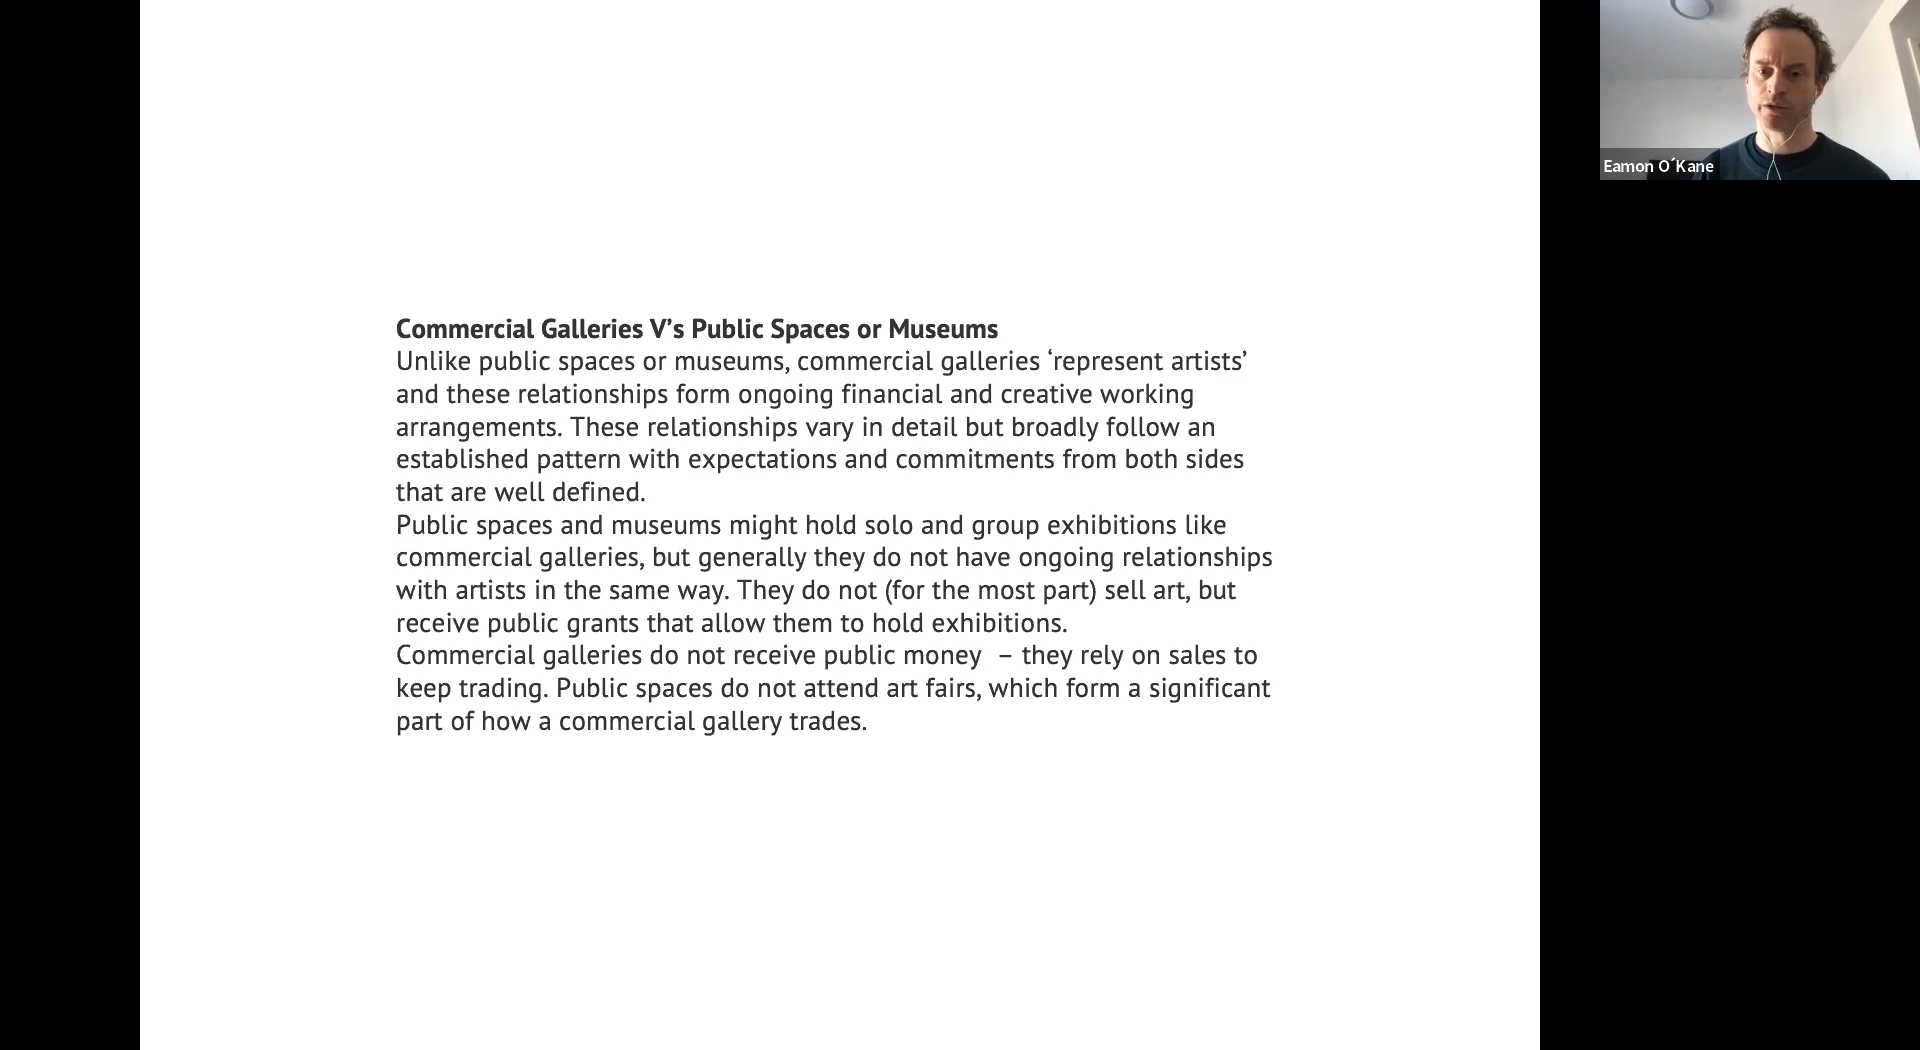 Commercial Galleries V’s Public Spaces or Museums
Unlike public spaces or museums, commercial galleries ‘represent artists’
and these relationships form ongoing financial and creative working
arrangements. These relationships vary in detail but broadly follow an
established pattern with expectations and commitments from both sides
that are well defined.
Public spaces and museums might hold solo and group exhibitions like
commercial galleries, but generally they do not have ongoing relationships
with artists in the same way. They do not (for the most part) sell art, but
receive public grants that allow them to hold exhibitions.
Commercial galleries do not receive public money  – they rely on sales to
keep trading. Public spaces do not attend art fairs, which form a significant
part of how a commercial gallery trades.
Eamon O´Kane